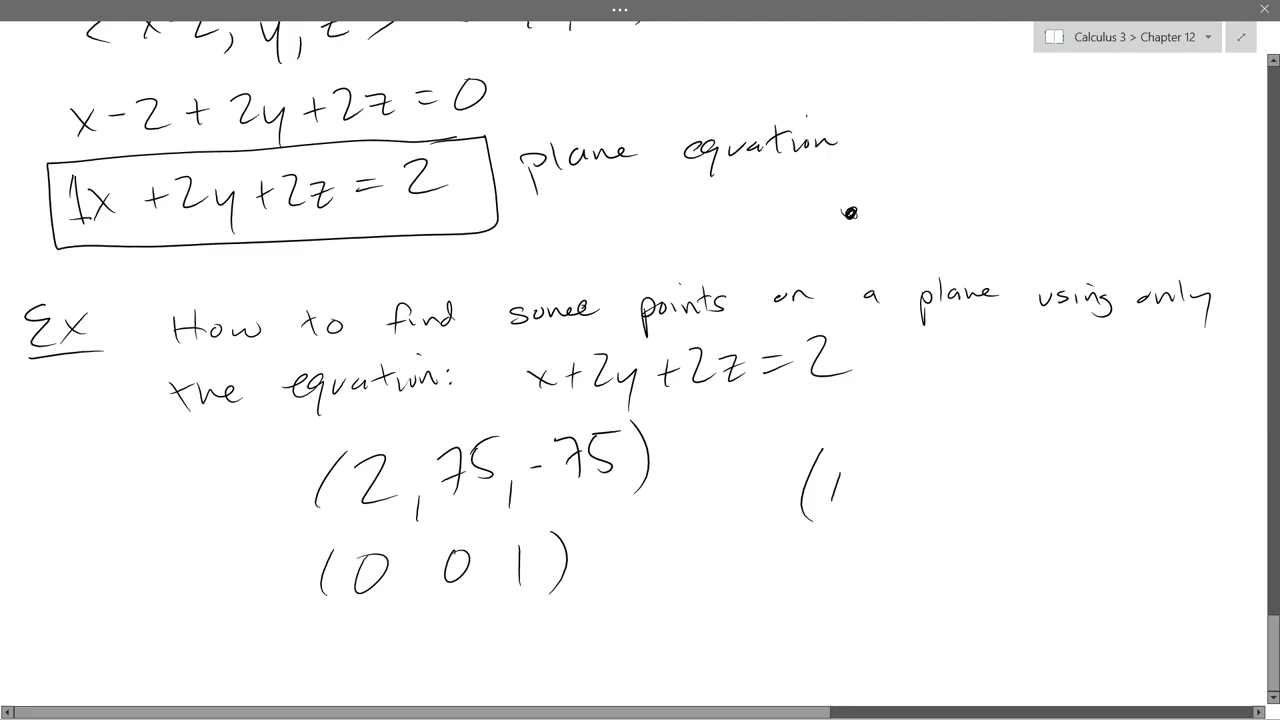 Calculus 3 > Chapter 12
x-2+2y+2z=0
1x+2y+2z=2 plane equation
Ex How to find some points on a plane using only
the equation: x+2y+2z=2
(2,75,-75) (1
(0 0 1)